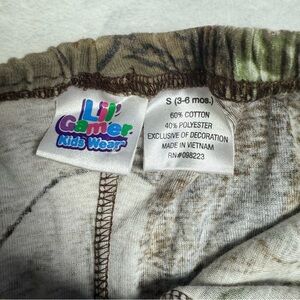 Lil'
Gamer
Kids Wear
S (3-6 mos.)
60% COTTON
40% POLYESTER
EXCLUSIVE OF DECORATION
MADE IN VIETNAM
RN#098223